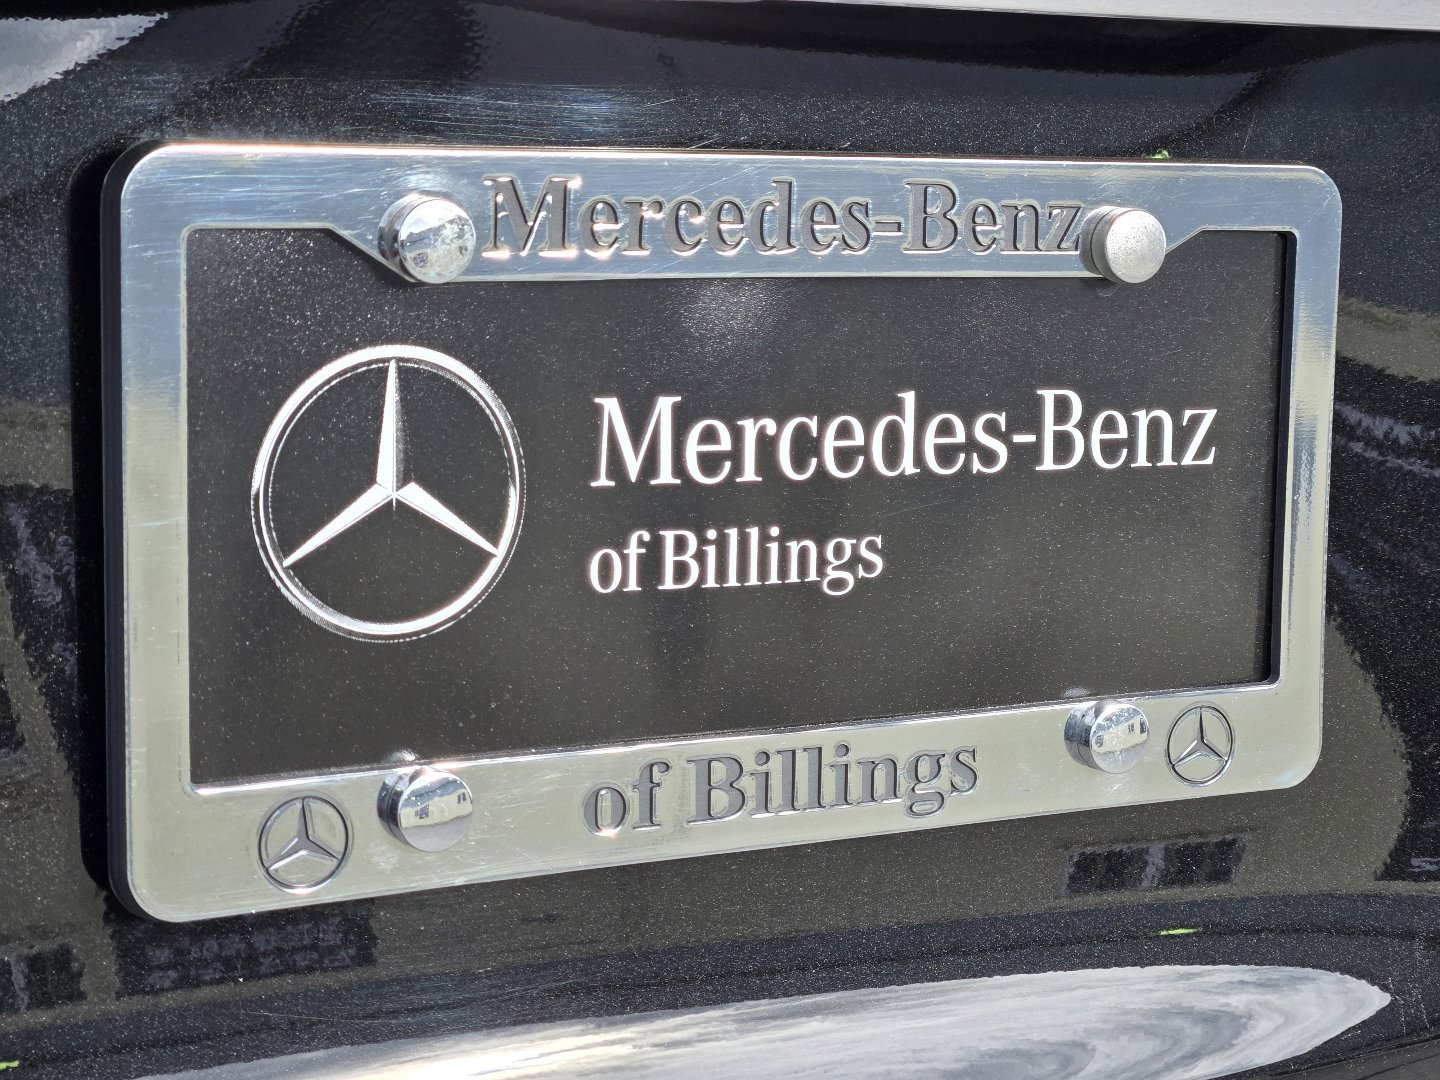 Mercedes-Benz
Mercedes-Benz
of Billings
of Billings